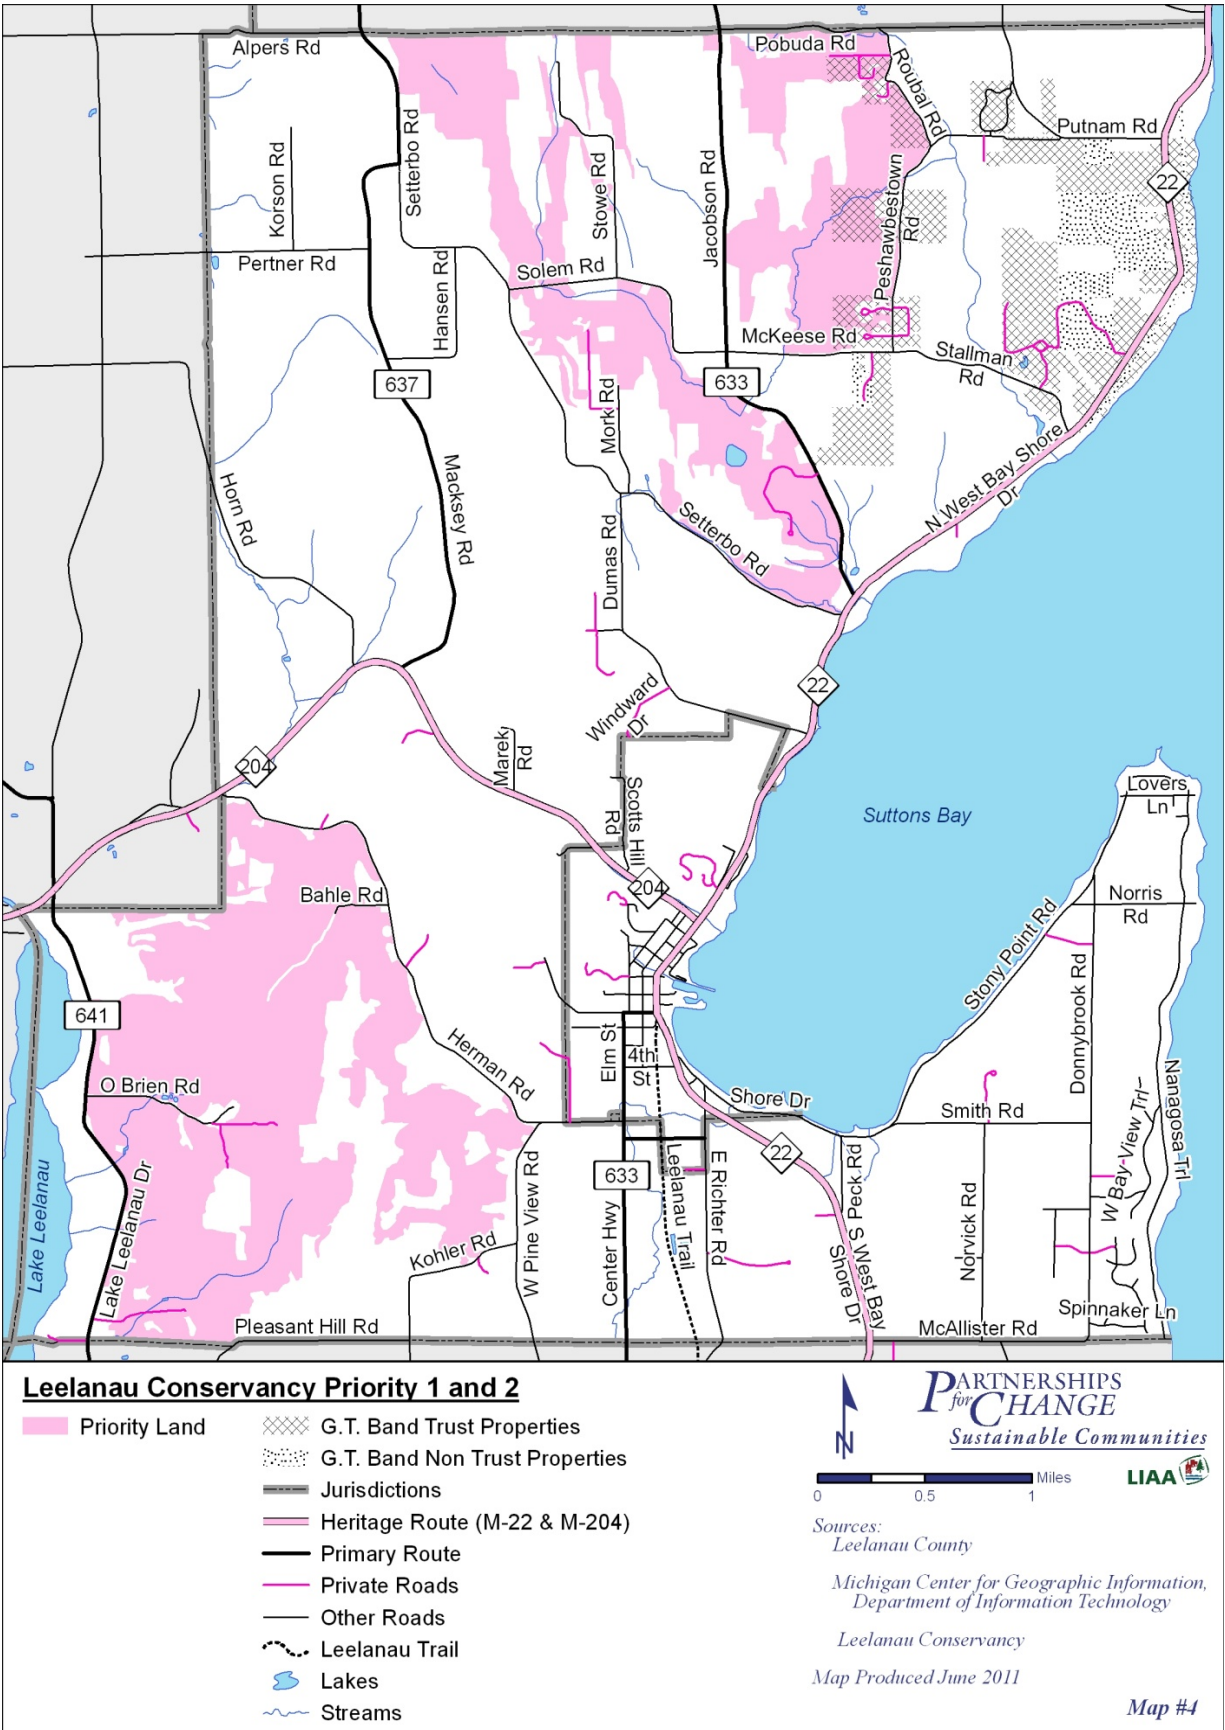 Alpers Rd
Pobuda Rd
Roubal Rd
Putnam Rd
Korson Rd
Setterbo Rd
Stowe Rd
Jacobson Rd
22
Peshawbestown
Rd
Pertner Rd
Hansen Rd
Solem Rd
McKeese Rd
Stallman
Rd
637
633
Mork Rd
Horn Rd
Macksey Rd
N West Bay Shore
Dr
Setterbo Rd
Dumas Rd
22
Windward
Dr
Marek
Rd
204
Scotts Hill
Rd
Suttons Bay
Lovers
Ln
204
Bahle Rd
Norris
Rd
Stony Point Rd
641
Donnybrook Rd
Herman Rd
Elm St
4th
St
O Brien Rd
Shore Dr
Smith Rd
Nanagosa Trl
W Bay View Trl
22
Lake Leelanau
Lake Leelanau Dr
633
Leelanau Trail
E Richter Rd
S Peck Rd
W Pine View Rd
Center Hwy
Norvick Rd
Kohler Rd
S West Bay
Shore Dr
Spinnaker Ln
Pleasant Hill Rd
McAllister Rd
Leelanau Conservancy Priority 1 and 2
Priority Land
G.T. Band Trust Properties
G.T. Band Non Trust Properties
Jurisdictions
Heritage Route (M-22 & M-204)
Primary Route
Private Roads
Other Roads
Leelanau Trail
Lakes
Streams
N
PARTNERSHIPS
for CHANGE
Sustainable Communities
Miles
0 0.5 1
LIAA
Sources:
Leelanau County
Michigan Center for Geographic Information,
Department of Information Technology
Leelanau Conservancy
Map Produced June 2011
Map #4